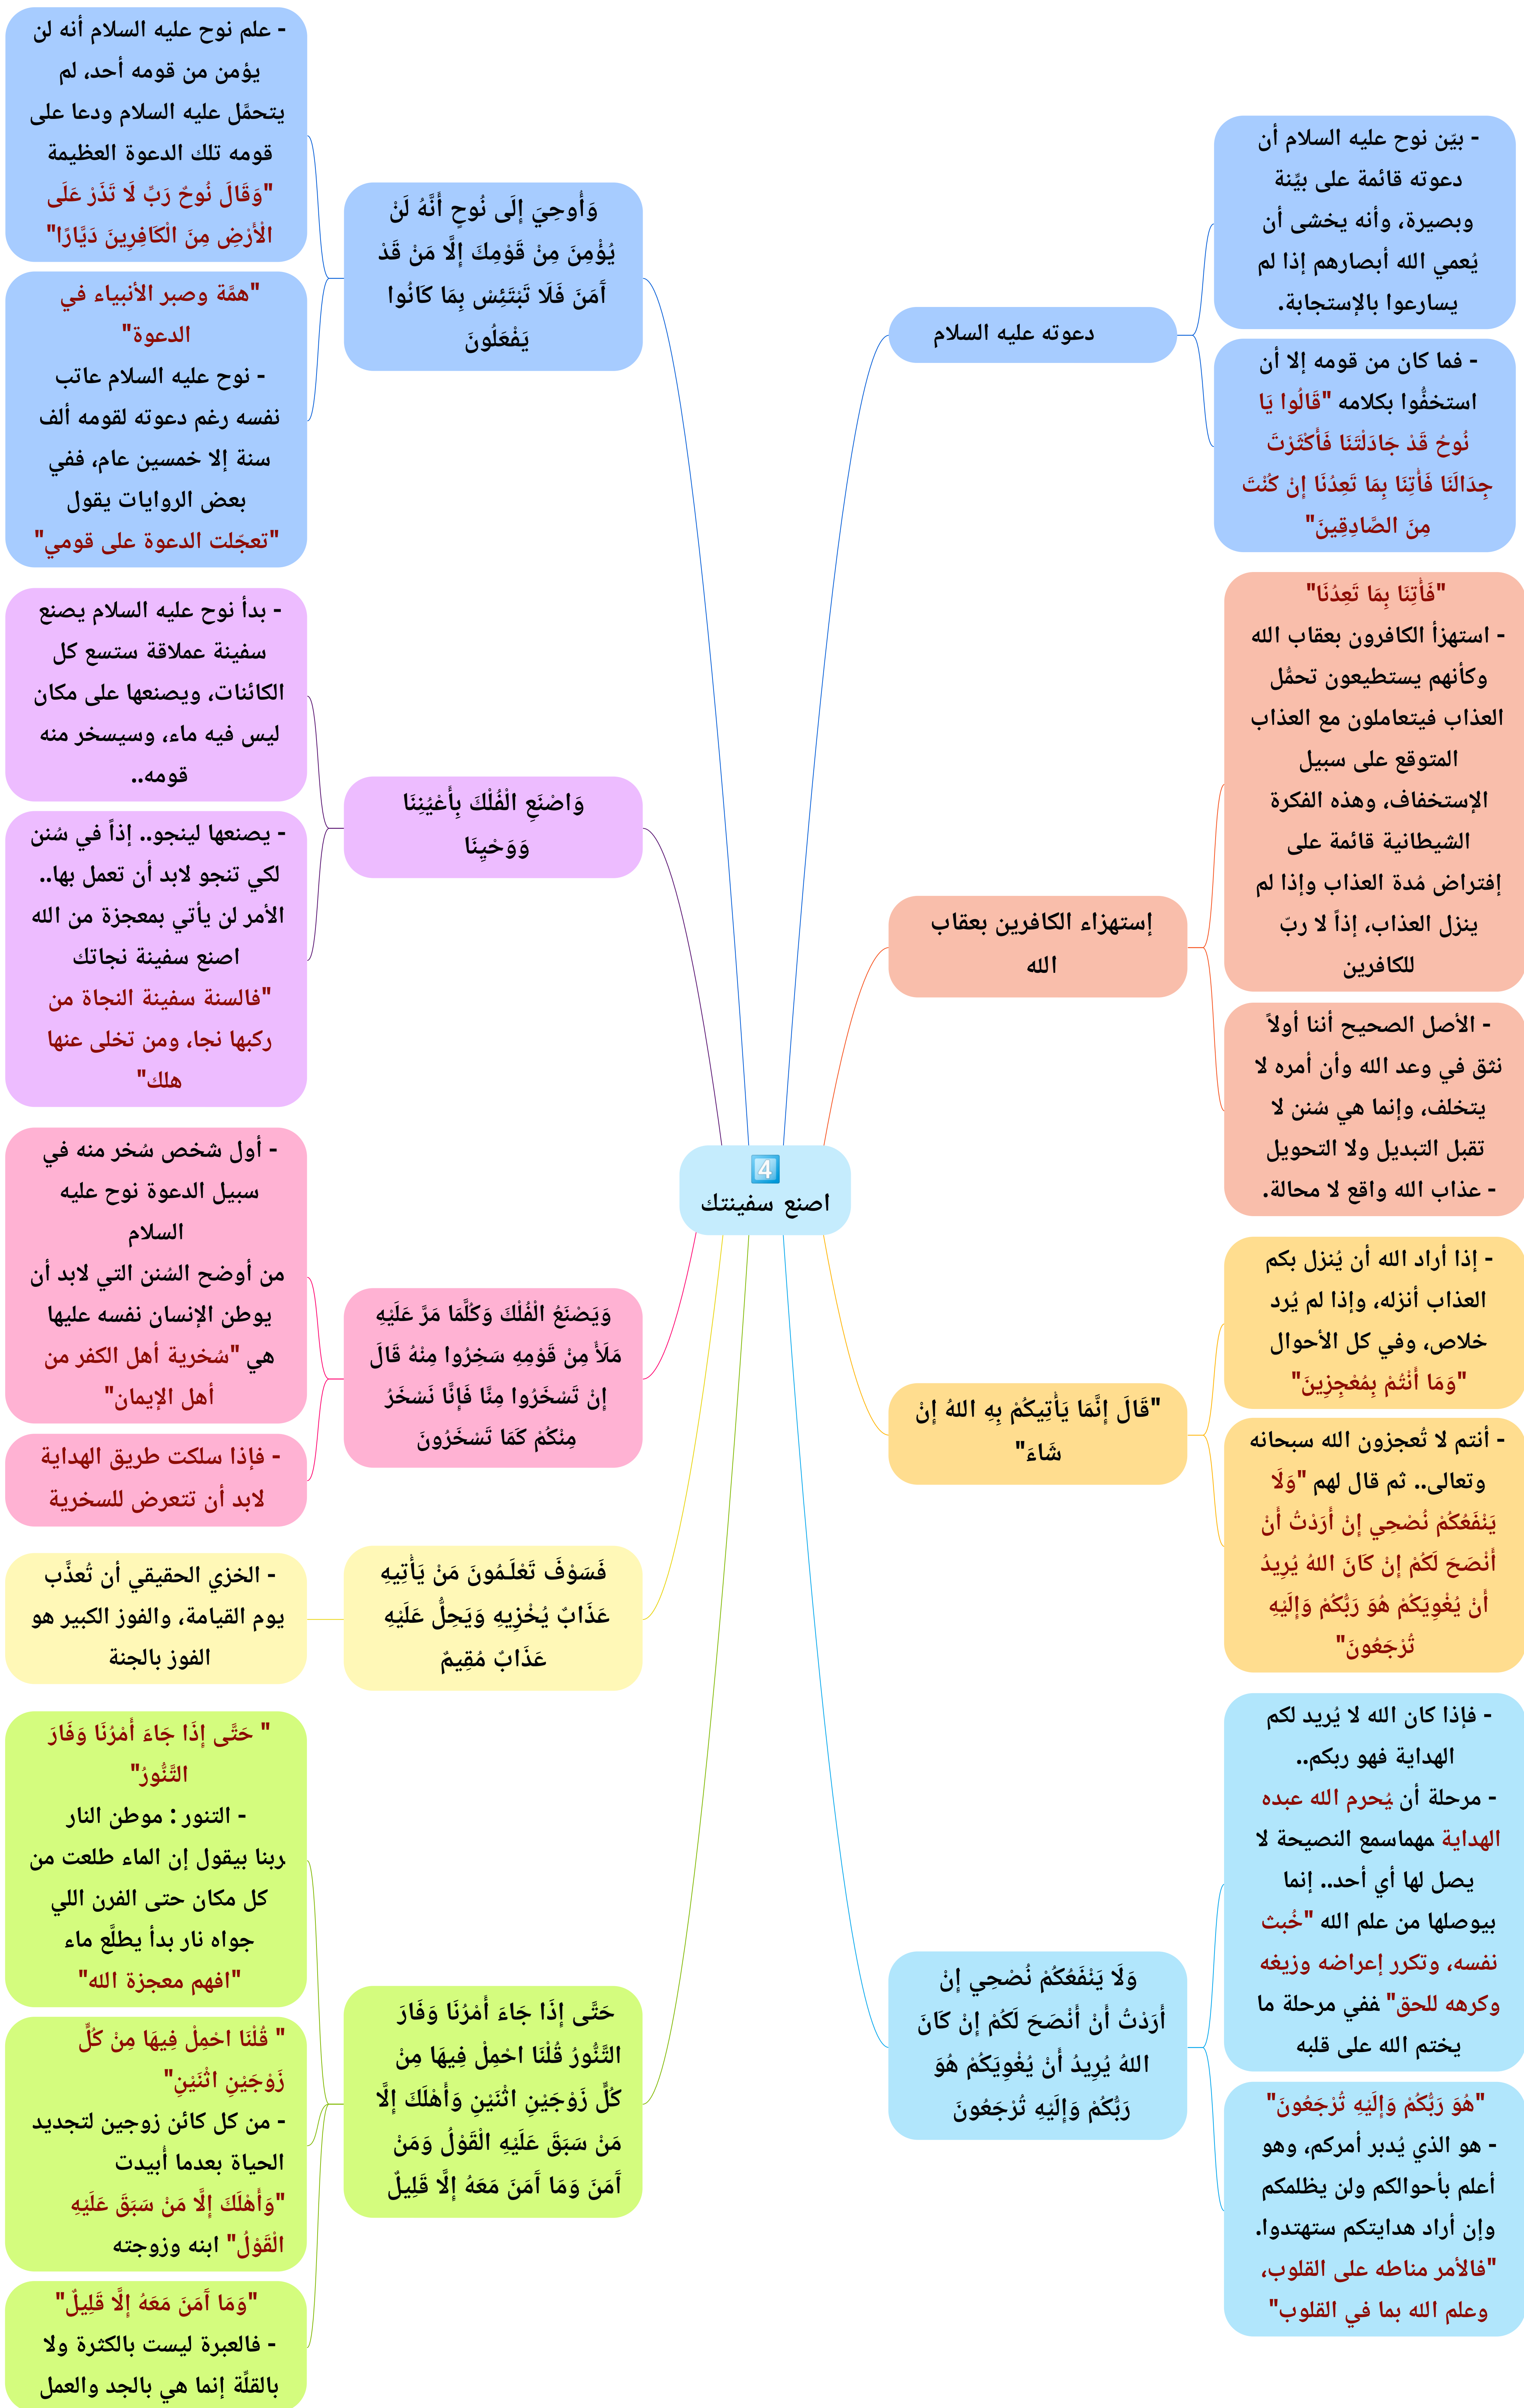 4
اصنع سفينتك
دعوته عليه السلام
- بيّن نوح عليه السلام أن
دعوته قائمة على بيِّنة
وبصيرة، وأنه يخشى أن
يُعمي الله أبصارهم إذا لم
يسارعوا بالإستجابة.
- فما كان من قومه إلا أن
استخفُّوا بكلامه "قَالُوا يَا
نُوحُ قَدْ جَادَلْتَنَا فَأَكْثَرْتَ
جِدَالَنَا فَأْتِنَا بِمَا تَعِدُنَا إِنْ كُنْتَ
مِنَ الصَّادِقِينَ"
إستهزاء الكافرين بعقاب
الله
"فَأْتِنَا بِمَا تَعِدُنَا"
- استهزأ الكافرون بعقاب الله
وكأنهم يستطيعون تحمُّل
العذاب فيتعاملون مع العذاب
المتوقع على سبيل
الإستخفاف، وهذه الفكرة
الشيطانية قائمة على
إفتراض مُدة العذاب وإذا لم
ينزل العذاب، إذاً لا ربّ
للكافرين
- الأصل الصحيح أننا أولاً
نثق في وعد الله وأن أمره لا
يتخلف، وإنما هي سُنن لا
تقبل التبديل ولا التحويل
- عذاب الله واقع لا محالة.
"قَالَ إِنَّمَا يَأْتِيكُمْ بِهِ اللهُ إِنْ
شَاءَ"
- إذا أراد الله أن يُنزل بكم
العذاب أنزله، وإذا لم يُرد
خلاص، وفي كل الأحوال
"وَمَا أَنْتُمْ بِمُعْجِزِينَ"
- أنتم لا تُعجزون الله سبحانه
وتعالى.. ثم قال لهم "وَلَا
يَنْفَعُكُمْ نُصْحِي إِنْ أَرَدْتُ أَنْ
أَنْصَحَ لَكُمْ إِنْ كَانَ اللهُ يُرِيدُ
أَنْ يُغْوِيَكُمْ هُوَ رَبُّكُمْ وَإِلَيْهِ
تُرْجَعُونَ"
وَلَا يَنْفَعُكُمْ نُصْحِي إِنْ
أَرَدْتُ أَنْ أَنْصَحَ لَكُمْ إِنْ كَانَ
اللهُ يُرِيدُ أَنْ يُغْوِيَكُمْ هُوَ
رَبُّكُمْ وَإِلَيْهِ تُرْجَعُونَ
- فإذا كان الله لا يُريد لكم
الهداية فهو ربكم..
- مرحلة أن يُحرم الله عبده
الهداية مهماسمع النصيحة لا
يصل لها أي أحد.. إنما
بيوصلها من علم الله "خُبث
نفسه، وتكرر إعراضه وزيغه
وكرهه للحق" ففي مرحلة ما
يختم الله على قلبه
"هُوَ رَبُّكُمْ وَإِلَيْهِ تُرْجَعُونَ"
- هو الذي يُدبر أمركم، وهو
أعلم بأحوالكم ولن يظلمكم
وإن أراد هدايتكم ستهتدوا.
"فالأمر مناطه على القلوب،
وعلم الله بما في القلوب"
وَأُوحِيَ إِلَى نُوحٍ أَنَّهُ لَنْ
يُؤْمِنَ مِنْ قَوْمِكَ إِلَّا مَنْ قَدْ
آَمَنَ فَلَا تَبْتَئِسْ بِمَا كَانُوا
يَفْعَلُونَ
- علم نوح عليه السلام أنه لن
يؤمن من قومه أحد، لم
يتحمَّل عليه السلام ودعا على
قومه تلك الدعوة العظيمة
"وَقَالَ نُوحٌ رَبِّ لَا تَذَرْ عَلَى
الْأَرْضِ مِنَ الْكَافِرِينَ دَيَّارًا"
"همَّة وصبر الأنبياء في
الدعوة"
- نوح عليه السلام عاتب
نفسه رغم دعوته لقومه ألف
سنة إلا خمسين عام، ففي
بعض الروايات يقول
"تعجّلت الدعوة على قومي"
وَاصْنَعِ الْفُلْكَ بِأَعْيُنِنَا
وَوَحْيِنَا
- بدأ نوح عليه السلام يصنع
سفينة عملاقة ستسع كل
الكائنات، ويصنعها على مكان
ليس فيه ماء، وسيسخر منه
قومه..
- يصنعها لينجو.. إذاً في سُنن
لكي تنجو لابد أن تعمل بها..
الأمر لن يأتي بمعجزة من الله
اصنع سفينة نجاتك
"فالسنة سفينة النجاة من
ركبها نجا، ومن تخلى عنها
هلك"
وَيَصْنَعُ الْفُلْكَ وَكُلَّمَا مَرَّ عَلَيْهِ
مَلَأٌ مِنْ قَوْمِهِ سَخِرُوا مِنْهُ قَالَ
إِنْ تَسْخَرُوا مِنَّا فَإِنَّا نَسْخَرُ
مِنْكُمْ كَمَا تَسْخَرُونَ
- أول شخص سُخر منه في
سبيل الدعوة نوح عليه
السلام
من أوضح السُنن التي لابد أن
يوطن الإنسان نفسه عليها
هي "سُخرية أهل الكفر من
أهل الإيمان"
- فإذا سلكت طريق الهداية
لابد أن تتعرض للسخرية
فَسَوْفَ تَعْلَمُونَ مَنْ يَأْتِيهِ
عَذَابٌ يُخْزِيهِ وَيَحِلُّ عَلَيْهِ
عَذَابٌ مُقِيمٌ
- الخزي الحقيقي أن تُعذَّب
يوم القيامة، والفوز الكبير هو
الفوز بالجنة
حَتَّى إِذَا جَاءَ أَمْرُنَا وَفَارَ
التَّنُّورُ قُلْنَا احْمِلْ فِيهَا مِنْ
كُلٍّ زَوْجَيْنِ اثْنَيْنِ وَأَهْلَكَ إِلَّا
مَنْ سَبَقَ عَلَيْهِ الْقَوْلُ وَمَنْ
آَمَنَ وَمَا آَمَنَ مَعَهُ إِلَّا قَلِيلٌ
" حَتَّى إِذَا جَاءَ أَمْرُنَا وَفَارَ
التَّنُّورُ"
- التنور : موطن النار
ربنا بيقول إن الماء طلعت من
كل مكان حتى الفرن اللي
جواه نار بدأ يطلَّع ماء
"افهم معجزة الله"
" قُلْنَا احْمِلْ فِيهَا مِنْ كُلٍّ
زَوْجَيْنِ اثْنَيْنِ"
- من كل كائن زوجين لتجديد
الحياة بعدما أُبيدت
"وَأَهْلَكَ إِلَّا مَنْ سَبَقَ عَلَيْهِ
الْقَوْلُ" ابنه وزوجته
"وَمَا آَمَنَ مَعَهُ إِلَّا قَلِيلٌ"
- فالعبرة ليست بالكثرة ولا
بالقلَّة إنما هي بالجد والعمل